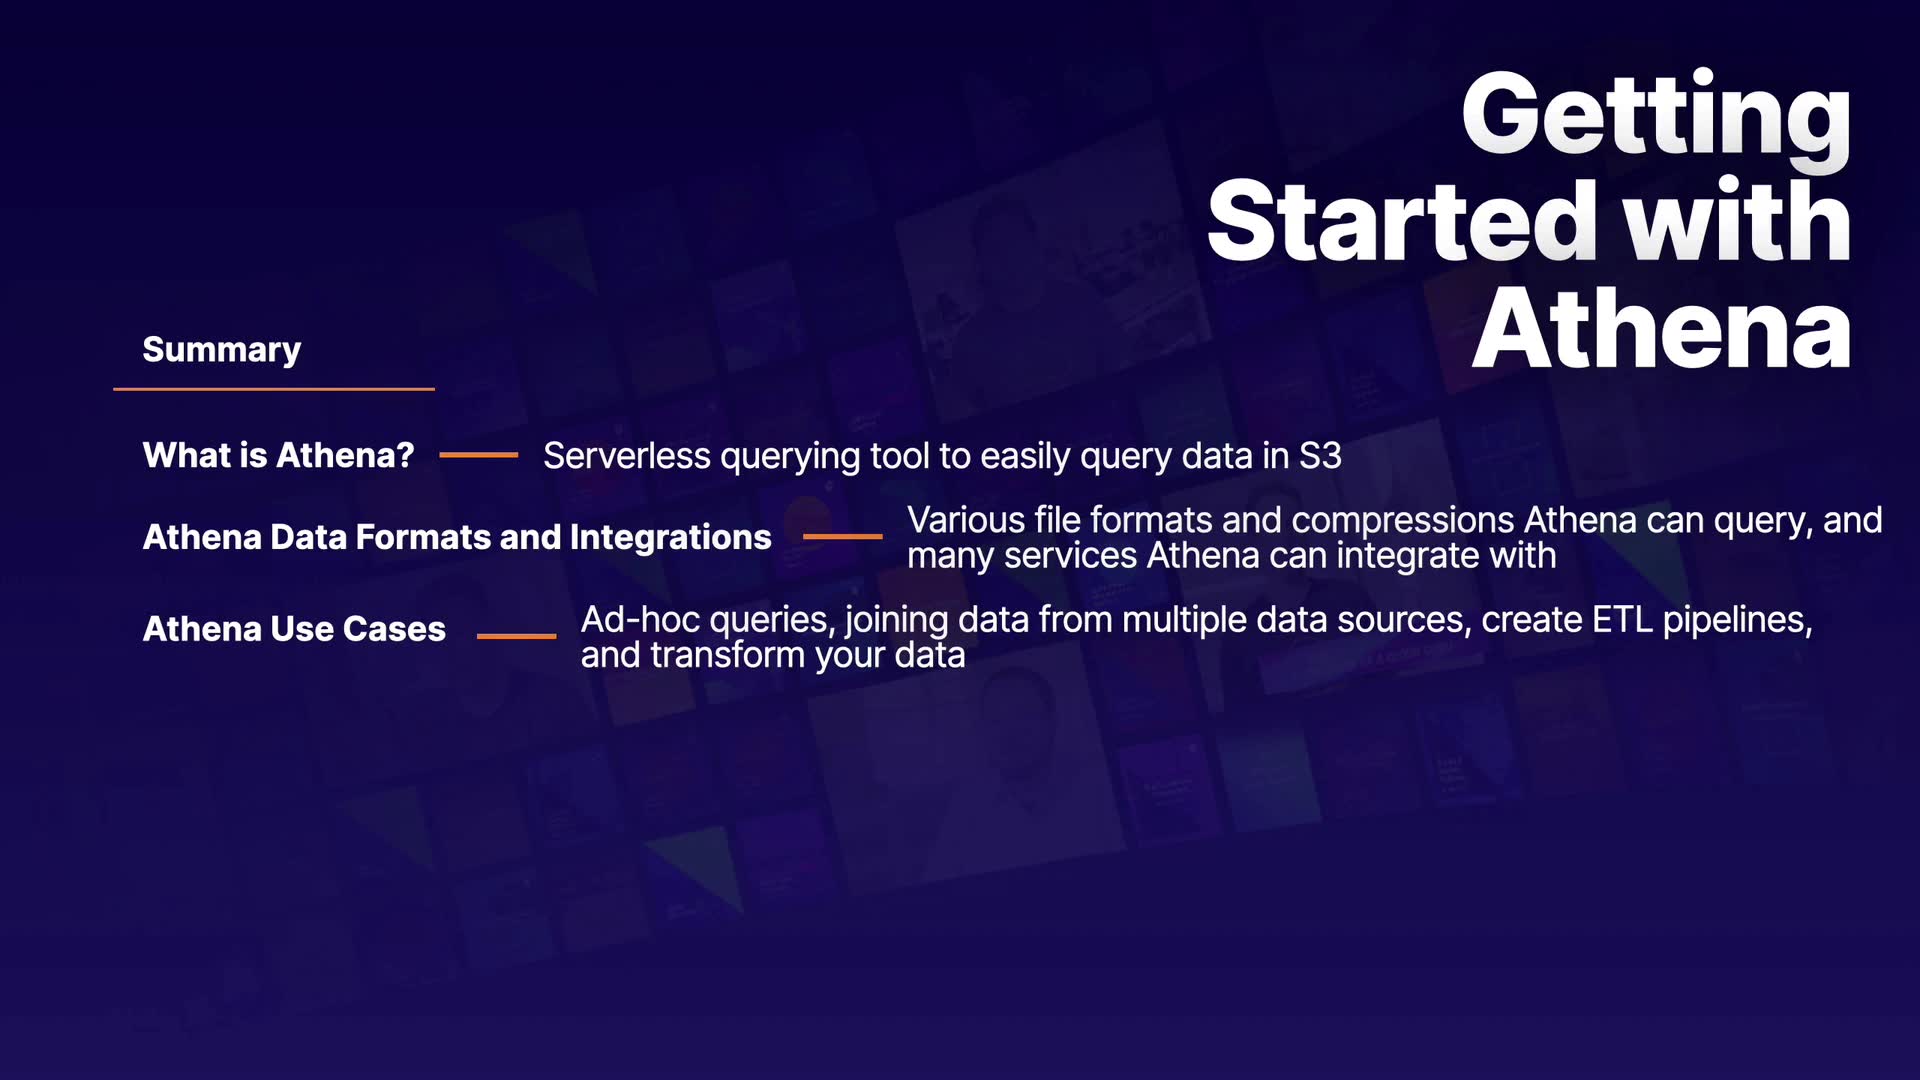 Getting
Started with
Athena
Summary
What is Athena?
Serverless querying tool to easily query data in S3
Athena Data Formats and Integrations
Various file formats and compressions Athena can query, and
many services Athena can integrate with
Athena Use Cases
Ad-hoc queries, joining data from multiple data sources, create ETL pipelines,
and transform your data